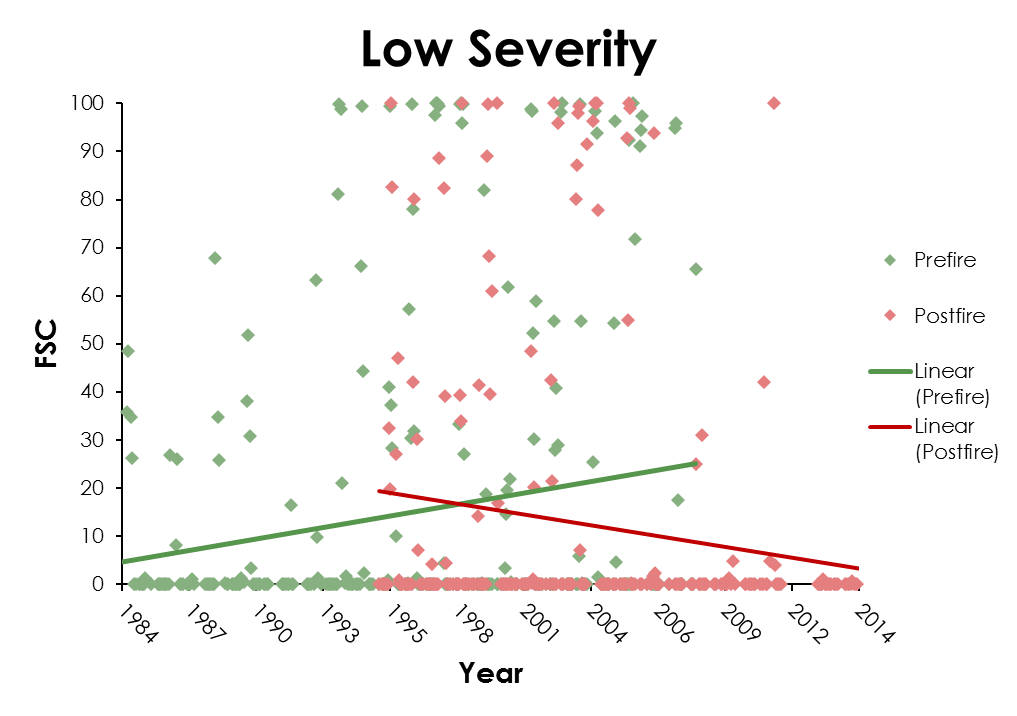 Low Severity
100
90
80
70
60
50
40
30
20
10
0
FSC
1984
1987
1990
1993
1995
1998
2001
2004
2006
2009
2012
2014
Year
Prefire
Postfire
Linear
(Prefire)
Linear
(Postfire)